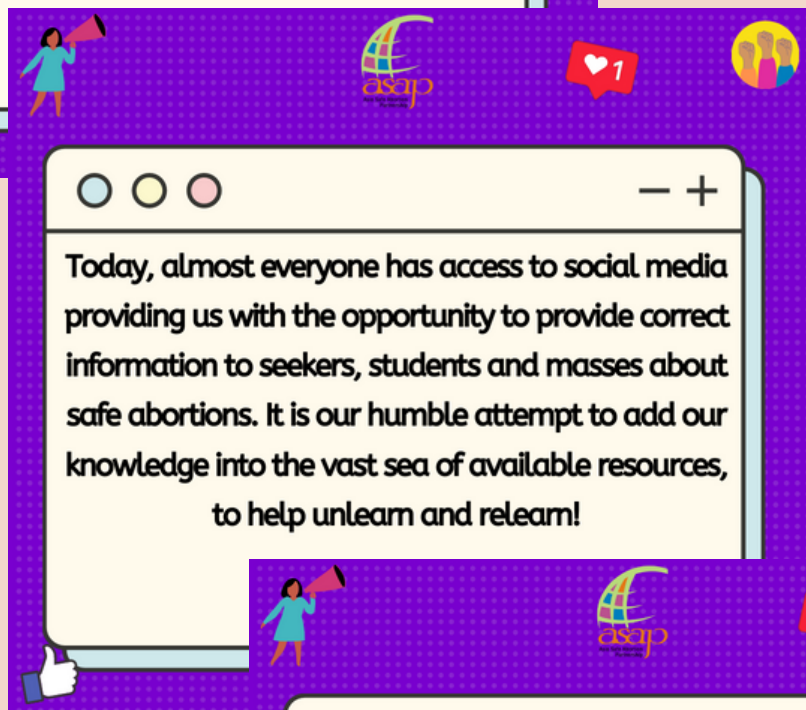 asap
1
Today, almost everyone has access to social media
providing us with the opportunity to provide correct
information to seekers, students and masses about
safe abortions. It is our humble attempt to add our
knowledge into the vast sea of available resources,
to help unlearn and relearn!
asap